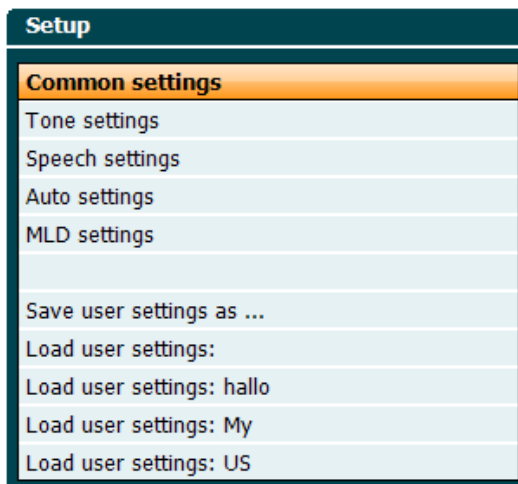 Setup
Common settings
Tone settings
Speech settings
Auto settings
MLD settings
Save user settings as ...
Load user settings:
Load user settings: hallo
Load user settings: My
Load user settings: US